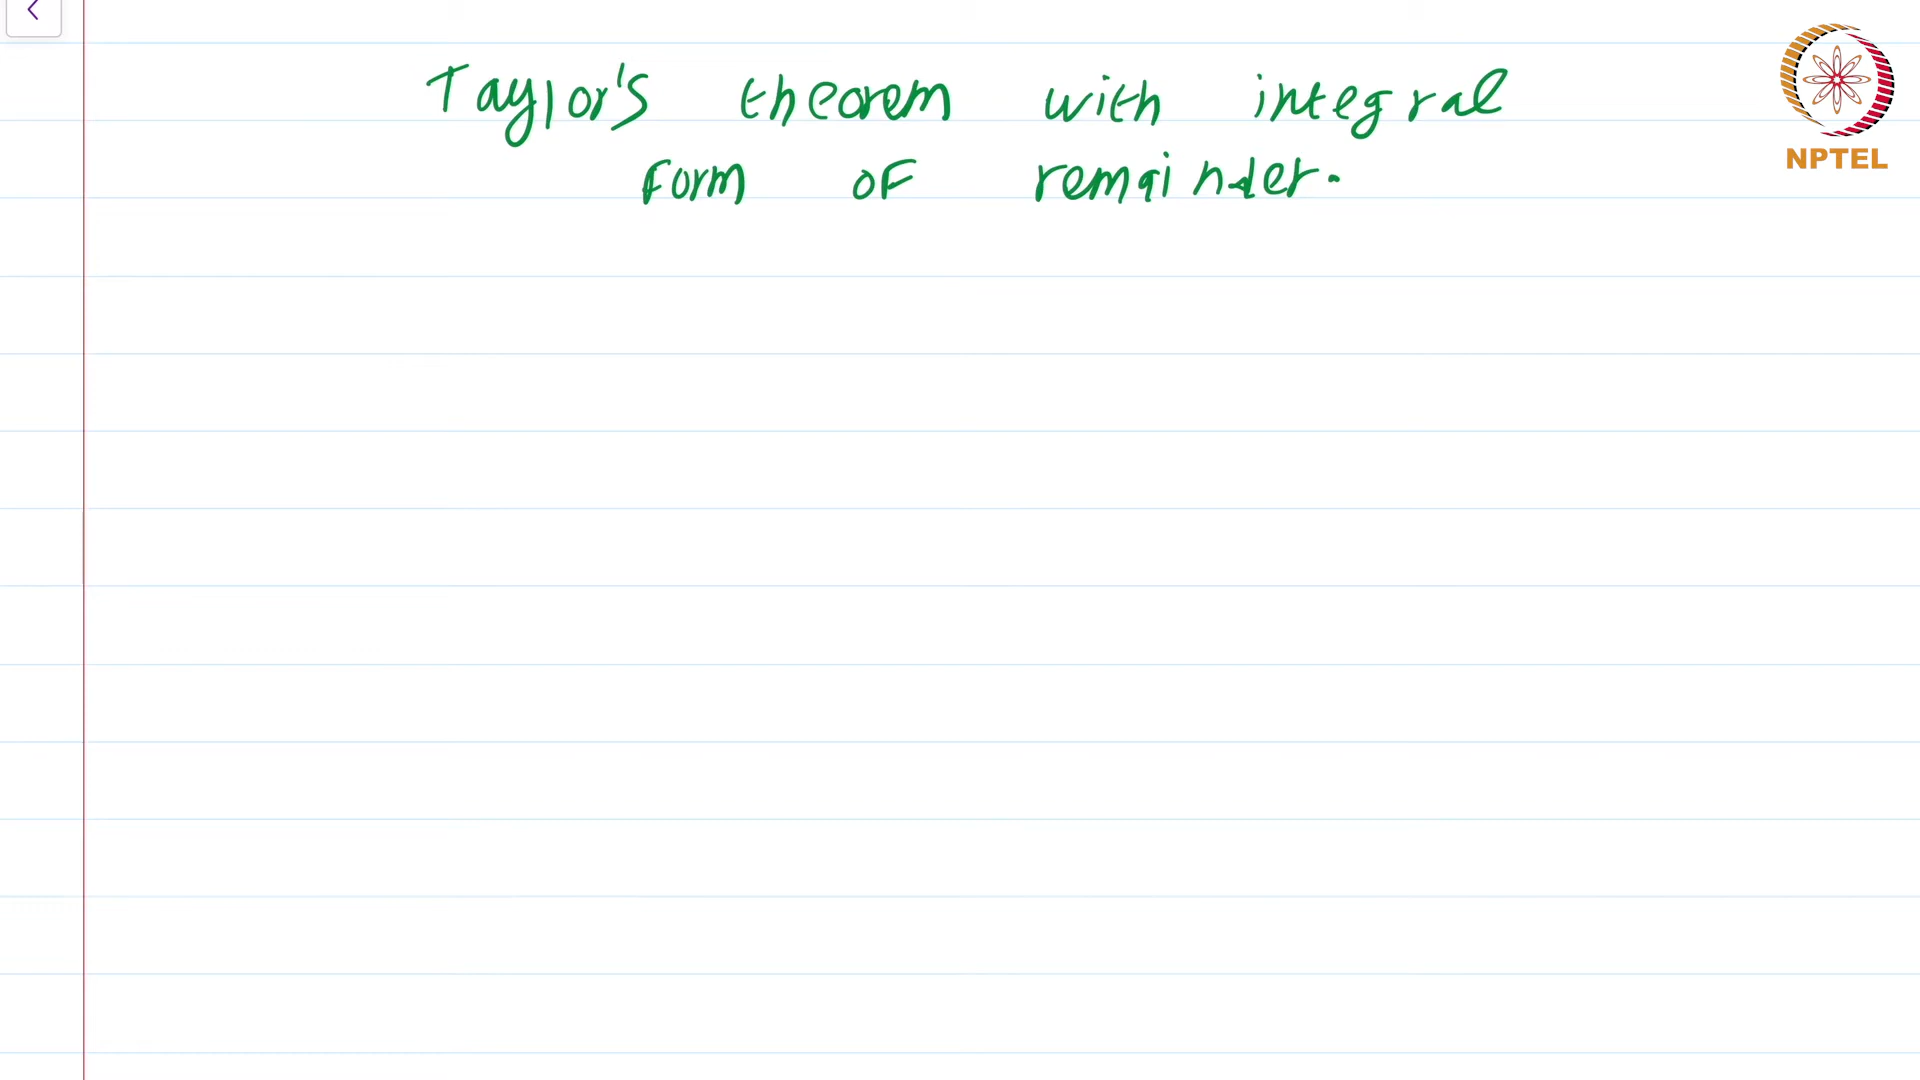 Taylor's theorem with integral
form of remainder.
NPTEL